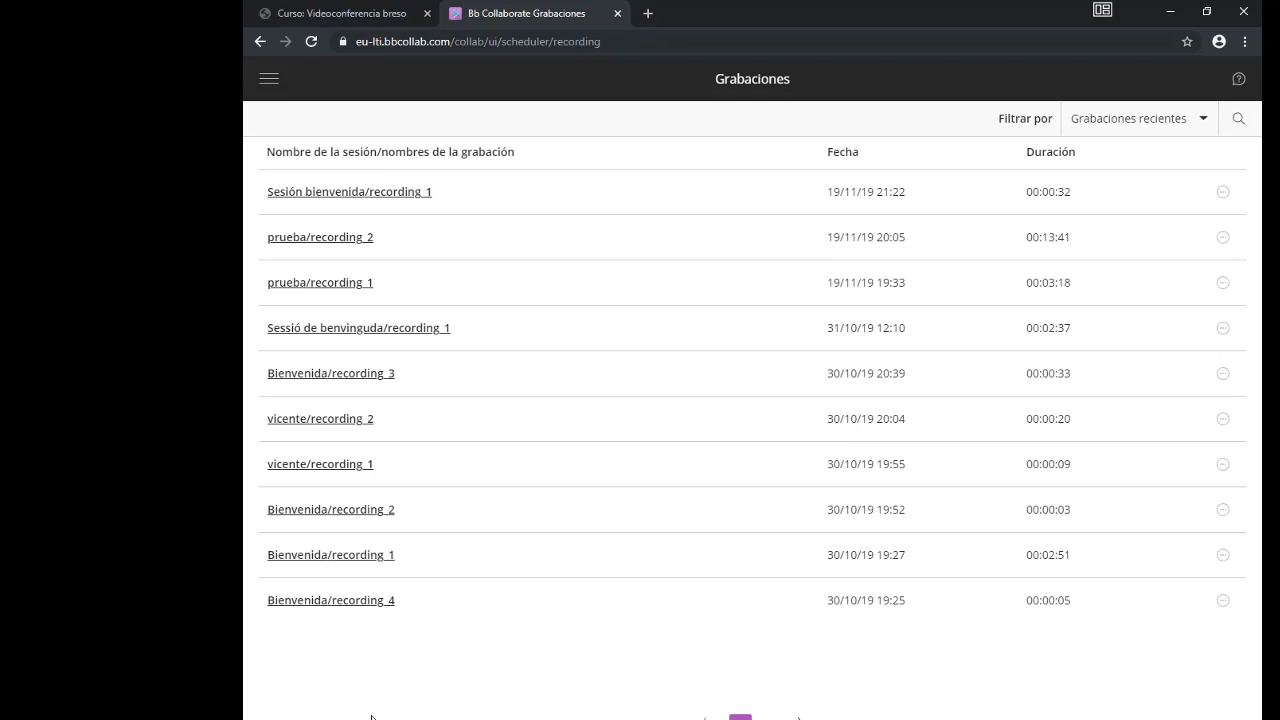 Curso: Videoconferencia breso
Bb Collaborate Grabaciones
eu-lti.bbcollab.com/collab/ui/scheduler/recording
Grabaciones
Filtrar por Grabaciones recientes
Nombre de la sesión/nombres de la grabación Fecha Duración
Sesión bienvenida/recording_1 19/11/19 21:22 00:00:32
prueba/recording_2 19/11/19 20:05 00:13:41
prueba/recording_1 19/11/19 19:33 00:03:18
Sessió de benvinguda/recording_1 31/10/19 12:10 00:02:37
Bienvenida/recording_3 30/10/19 20:39 00:00:33
vicente/recording_2 30/10/19 20:04 00:00:20
vicente/recording_1 30/10/19 19:55 00:00:09
Bienvenida/recording_2 30/10/19 19:52 00:00:03
Bienvenida/recording_1 30/10/19 19:27 00:02:51
Bienvenida/recording_4 30/10/19 19:25 00:00:05